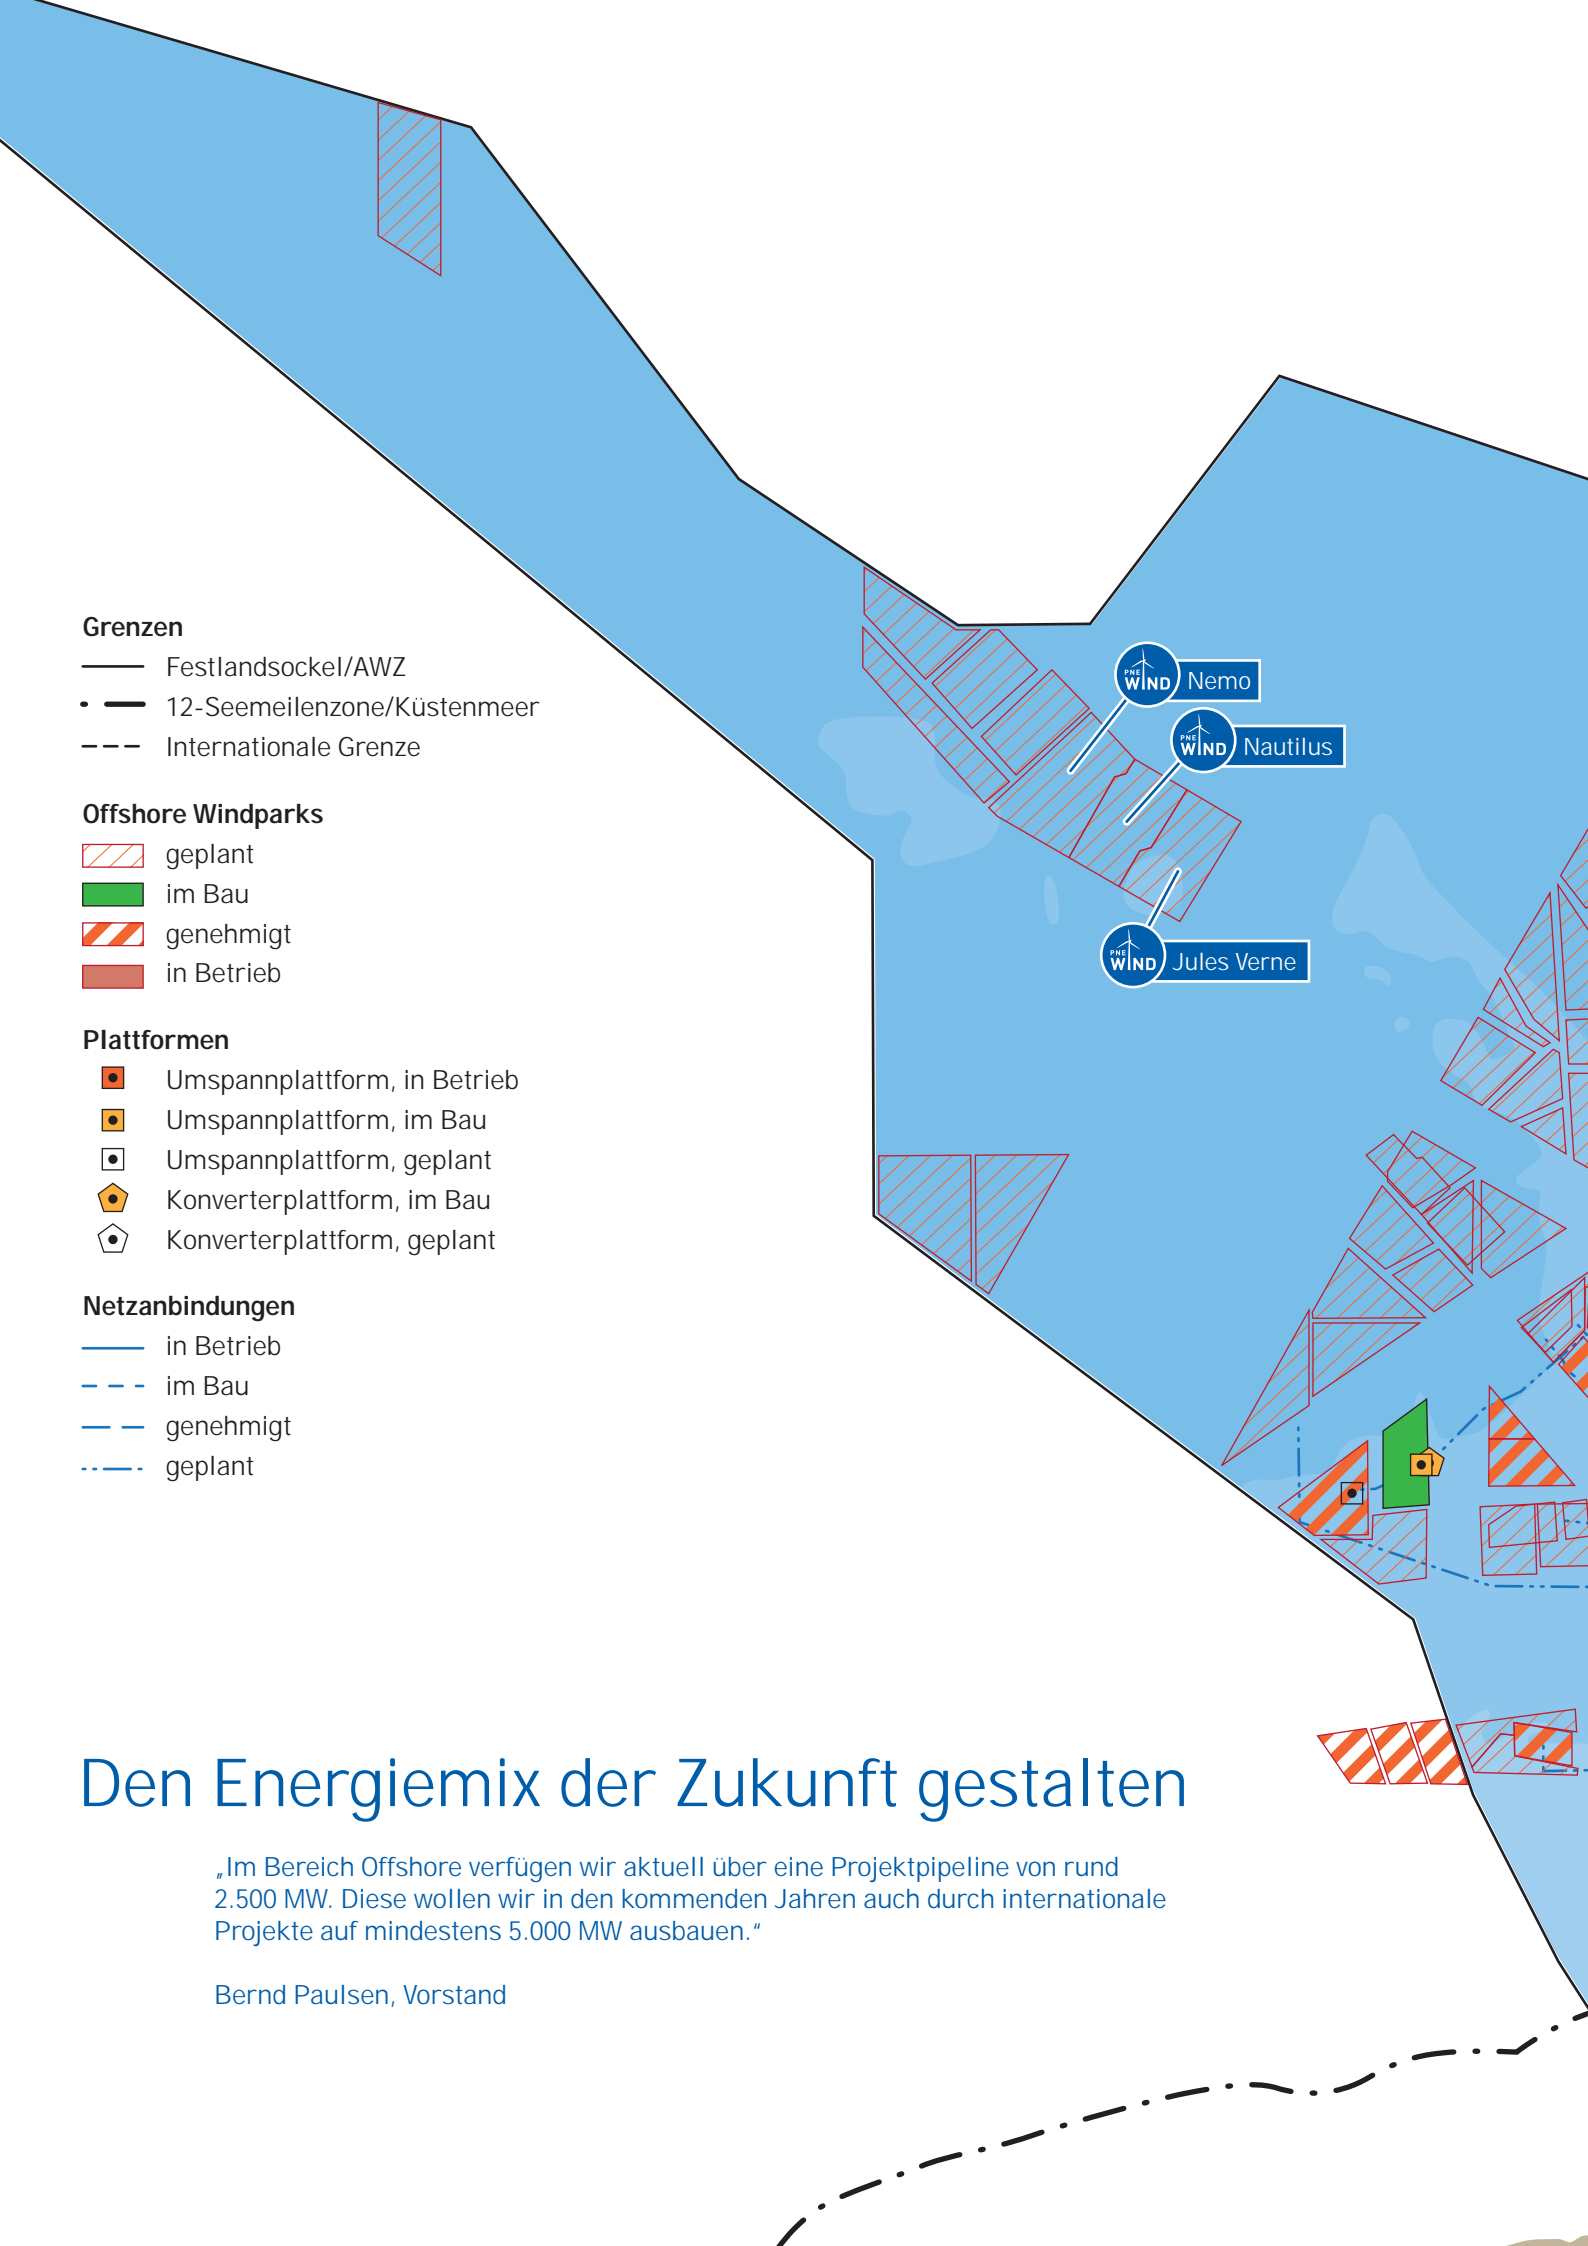 PNE
WIND
Nemo
PNE
WIND
Nautilus
PNE
WIND
Jules Verne
Grenzen
Festlandsockel/AWZ
12-Seemeilenzone/Küstenmeer
Internationale Grenze
Offshore Windparks
geplant
im Bau
genehmigt
in Betrieb
Plattformen
Umspannplattform, in Betrieb
Umspannplattform, im Bau
Umspannplattform, geplant
Konverterplattform, im Bau
Konverterplattform, geplant
Netzanbindungen
in Betrieb
im Bau
genehmigt
geplant
Den Energiemix der Zukunft gestalten
„Im Bereich Offshore verfügen wir aktuell über eine Projektpipeline von rund
2.500 MW. Diese wollen wir in den kommenden Jahren auch durch internationale
Projekte auf mindestens 5.000 MW ausbauen.“
Bernd Paulsen, Vorstand